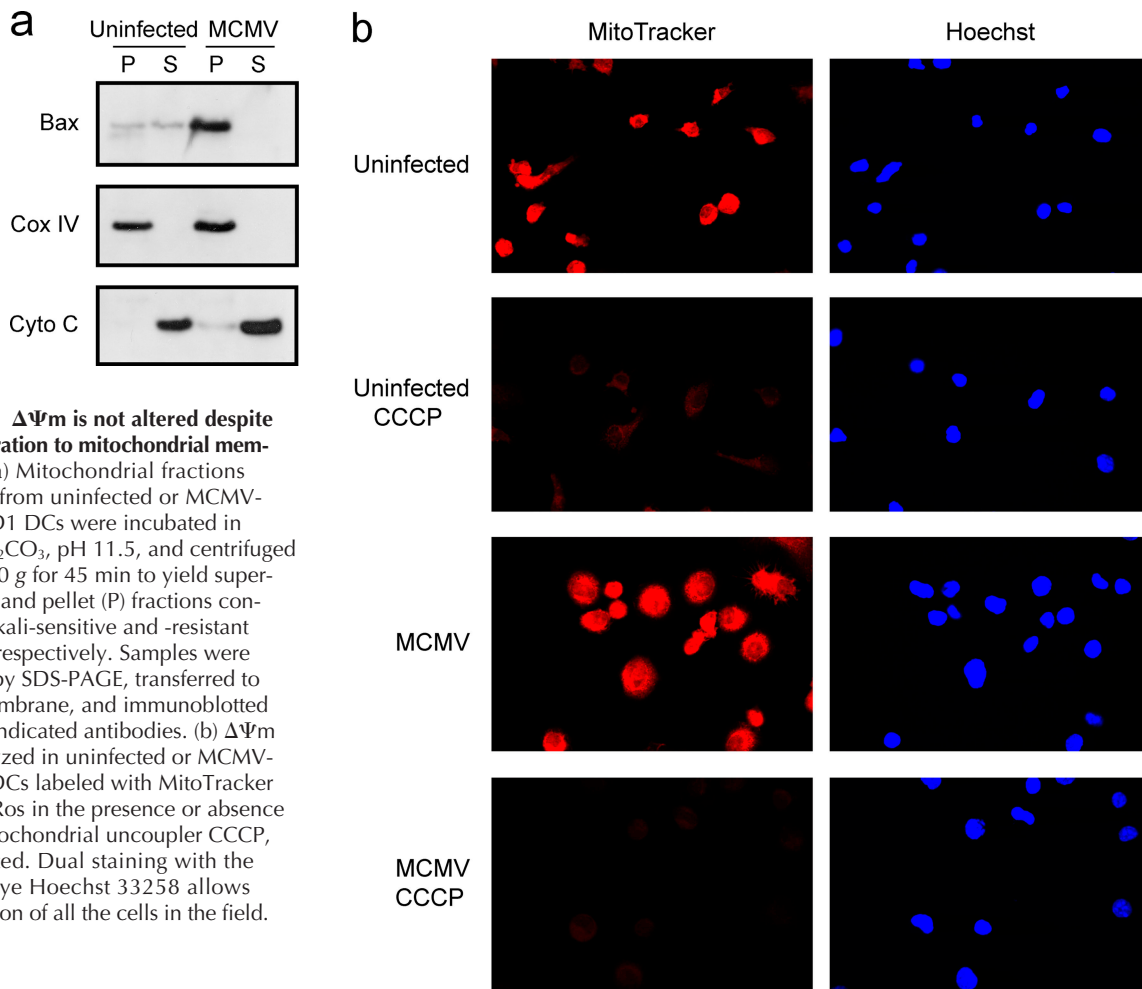 a
Uninfected MCMV
P S P S
Bax
Cox IV
Cyto C
ΔΨm is not altered despite
ration to mitochondrial mem-
a) Mitochondrial fractions
from uninfected or MCMV-
D1 DCs were incubated in
₂CO₃, pH 11.5, and centrifuged
0 g for 45 min to yield super-
and pellet (P) fractions con-
kali-sensitive and -resistant
respectively. Samples were
by SDS-PAGE, transferred to
mbrane, and immunoblotted
ndicated antibodies. (b) ΔΨm
zed in uninfected or MCMV-
DCs labeled with MitoTracker
Ros in the presence or absence
ochondrial uncoupler CCCP,
ed. Dual staining with the
ye Hoechst 33258 allows
on of all the cells in the field.
b
MitoTracker Hoechst
Uninfected
Uninfected
CCCP
MCMV
MCMV
CCCP